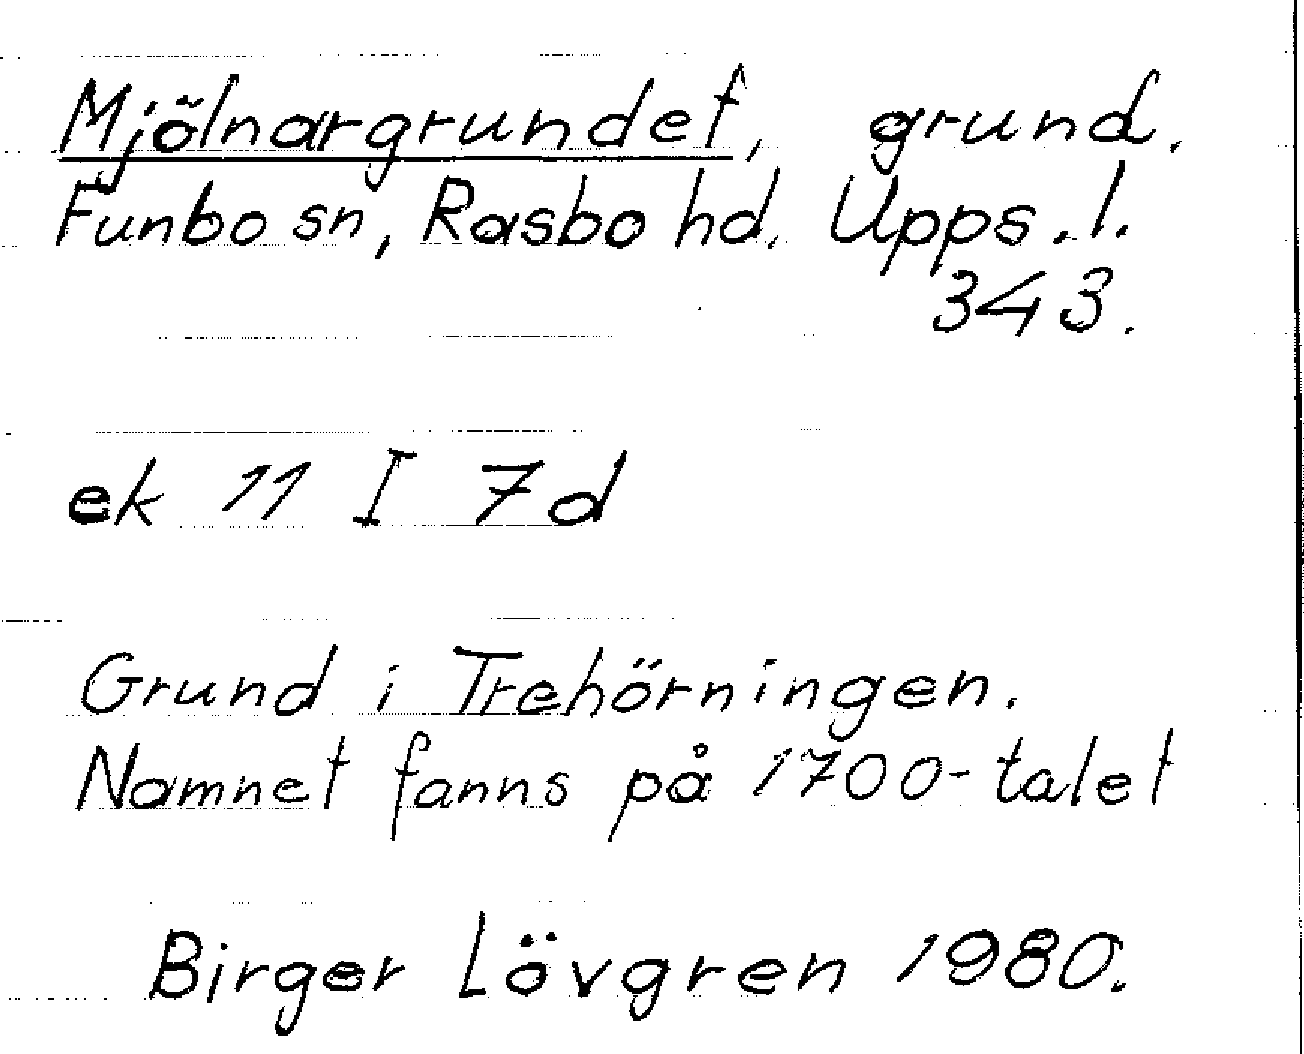 Mjölnargrundet, grund.
Funbo sn, Rasbo hd. Upps. l.
343.
ek 11 I 7d
Grund i Trehörningen.
Namnet fanns på 1700-talet
Birger Lövgren 1980.